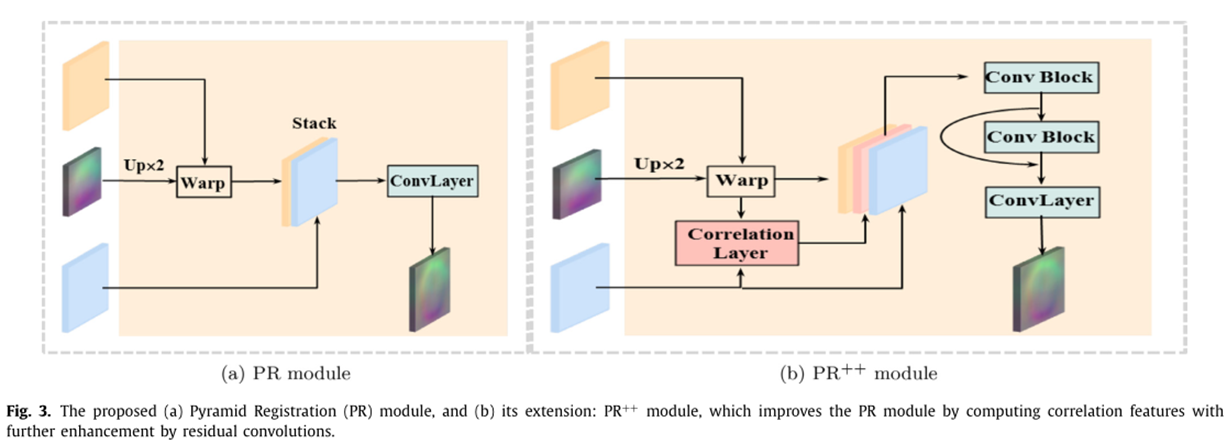 Stack
Up×2
Warp
ConvLayer
(a) PR module
Up×2
Warp
Correlation
Layer
Conv Block
Conv Block
ConvLayer
(b) PR++ module
Fig. 3. The proposed (a) Pyramid Registration (PR) module, and (b) its extension: PR++ module, which improves the PR module by computing correlation features with
further enhancement by residual convolutions.